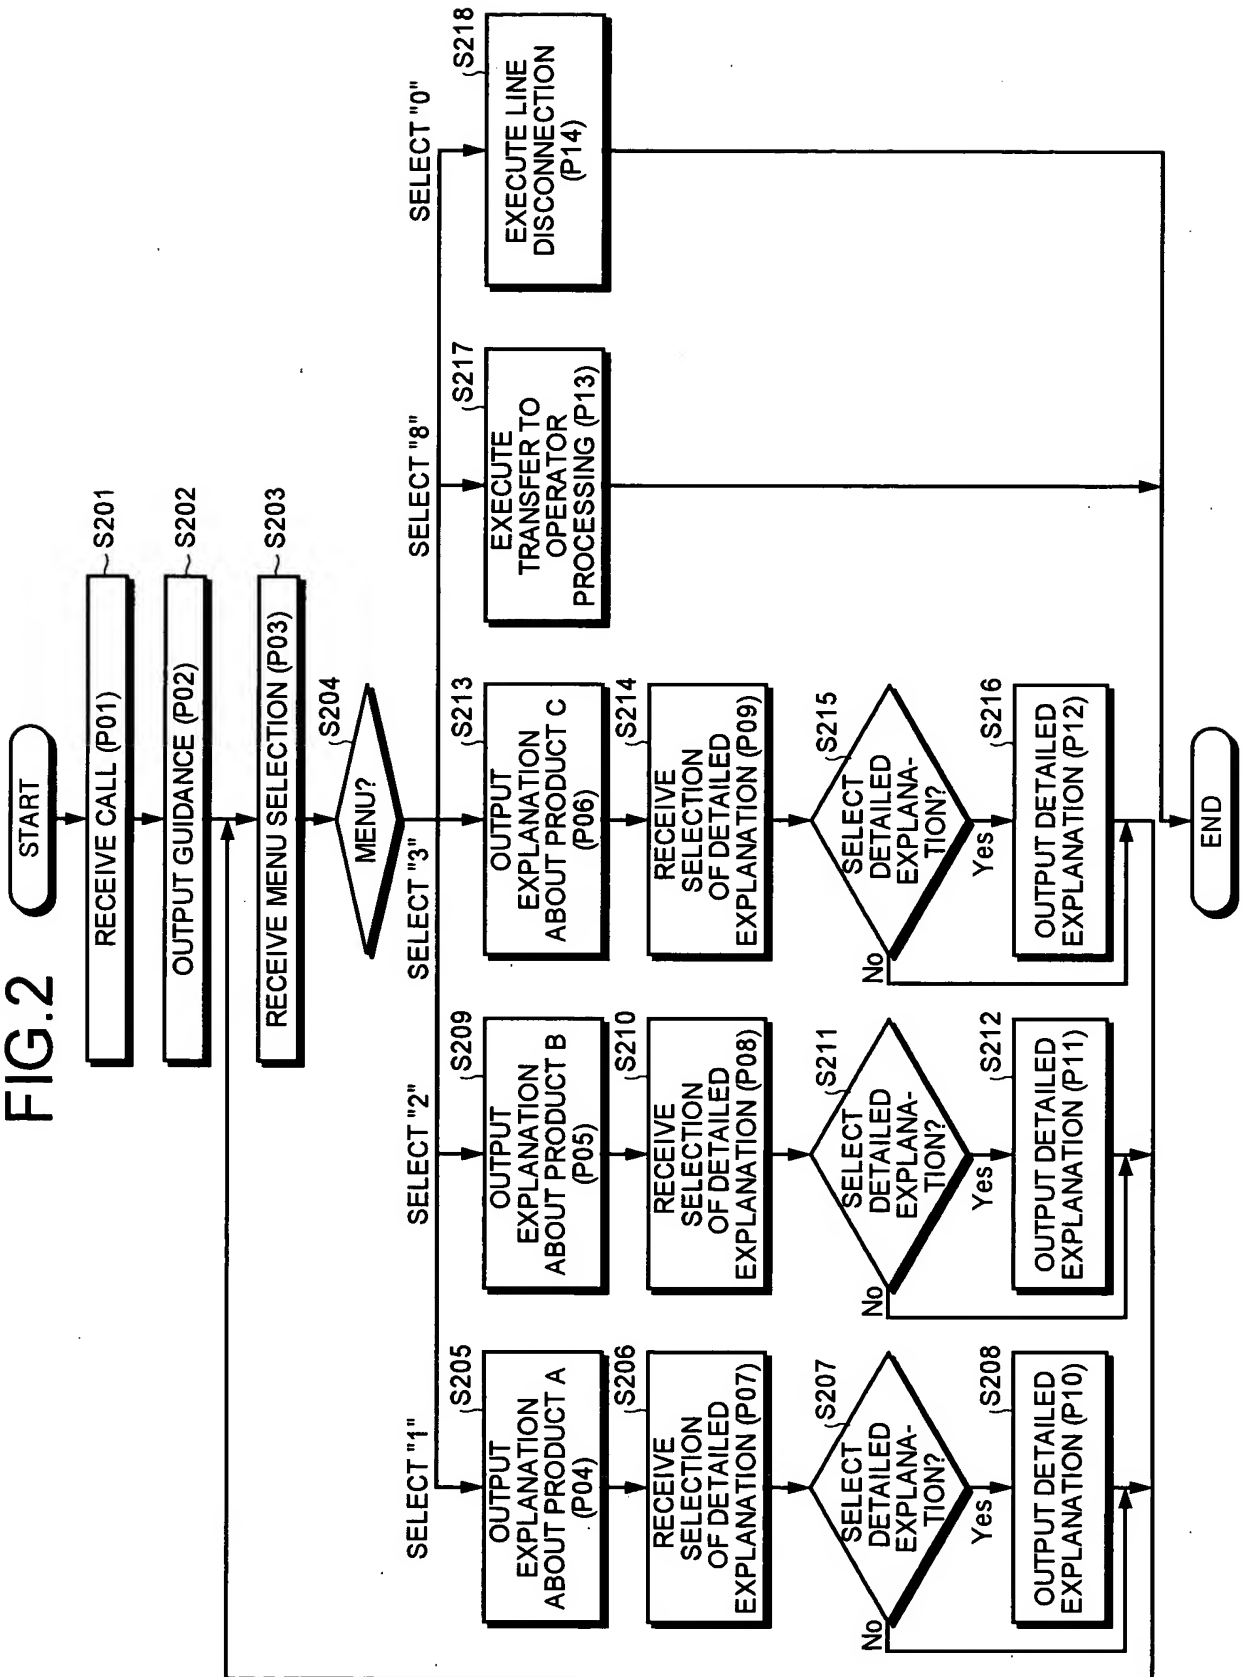 FIG.2
START
RECEIVE CALL (P01)
S201
OUTPUT GUIDANCE (P02)
S202
RECEIVE MENU SELECTION (P03)
S203
MENU?
S204
SELECT "1"
SELECT "2"
SELECT "3"
SELECT "8"
SELECT "0"
S205
OUTPUT
EXPLANATION
ABOUT PRODUCT A
(P04)
S206
RECEIVE
SELECTION
OF DETAILED
EXPLANATION (P07)
S207
SELECT
DETAILED
EXPLANA-
TION?
No
Yes
S208
OUTPUT DETAILED
EXPLANATION (P10)
S209
OUTPUT
EXPLANATION
ABOUT PRODUCT B
(P05)
S210
RECEIVE
SELECTION
OF DETAILED
EXPLANATION (P08)
S211
SELECT
DETAILED
EXPLANA-
TION?
No
Yes
S212
OUTPUT DETAILED
EXPLANATION (P11)
S213
OUTPUT
EXPLANATION
ABOUT PRODUCT C
(P06)
S214
RECEIVE
SELECTION
OF DETAILED
EXPLANATION (P09)
S215
SELECT
DETAILED
EXPLANA-
TION?
No
Yes
S216
OUTPUT DETAILED
EXPLANATION (P12)
S217
EXECUTE
TRANSFER TO
OPERATOR
PROCESSING (P13)
S218
EXECUTE LINE
DISCONNECTION
(P14)
END